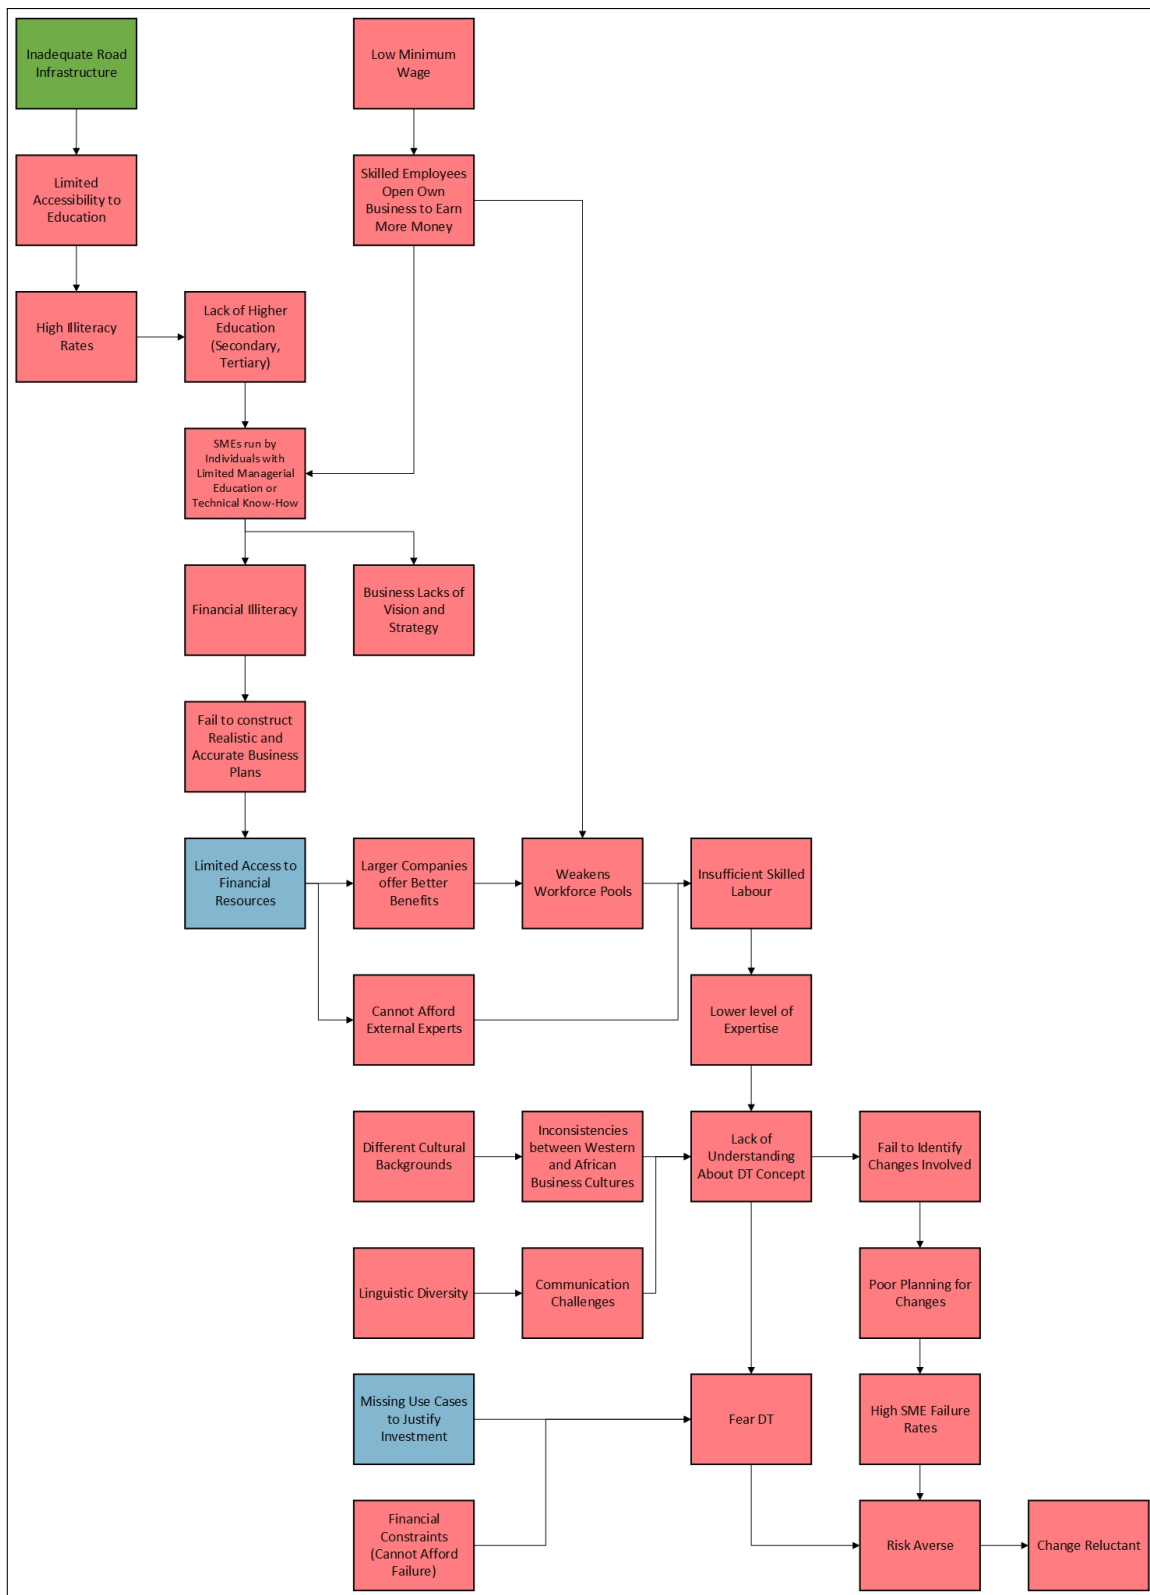 Inadequate Road
Infrastructure
Low Minimum
Wage
Limited
Accessibility to
Education
Skilled Employees
Open Own
Business to Earn
More Money
High Illiteracy
Rates
Lack of Higher
Education
(Secondary,
Tertiary)
SMEs run by
Individuals with
Limited Managerial
Education or
Technical Know-How
Financial Illiteracy
Business Lacks of
Vision and
Strategy
Fail to construct
Realistic and
Accurate Business
Plans
Limited Access to
Financial
Resources
Larger Companies
offer Better
Benefits
Weakens
Workforce Pools
Insufficient Skilled
Labour
Cannot Afford
External Experts
Lower level of
Expertise
Different Cultural
Backgrounds
Inconsistencies
between Western
and African
Business Cultures
Lack of
Understanding
About DT Concept
Fail to Identify
Changes Involved
Linguistic Diversity
Communication
Challenges
Poor Planning for
Changes
Missing Use Cases
to Justify
Investment
Fear DT
High SME Failure
Rates
Financial
Constraints
(Cannot Afford
Failure)
Risk Averse
Change Reluctant